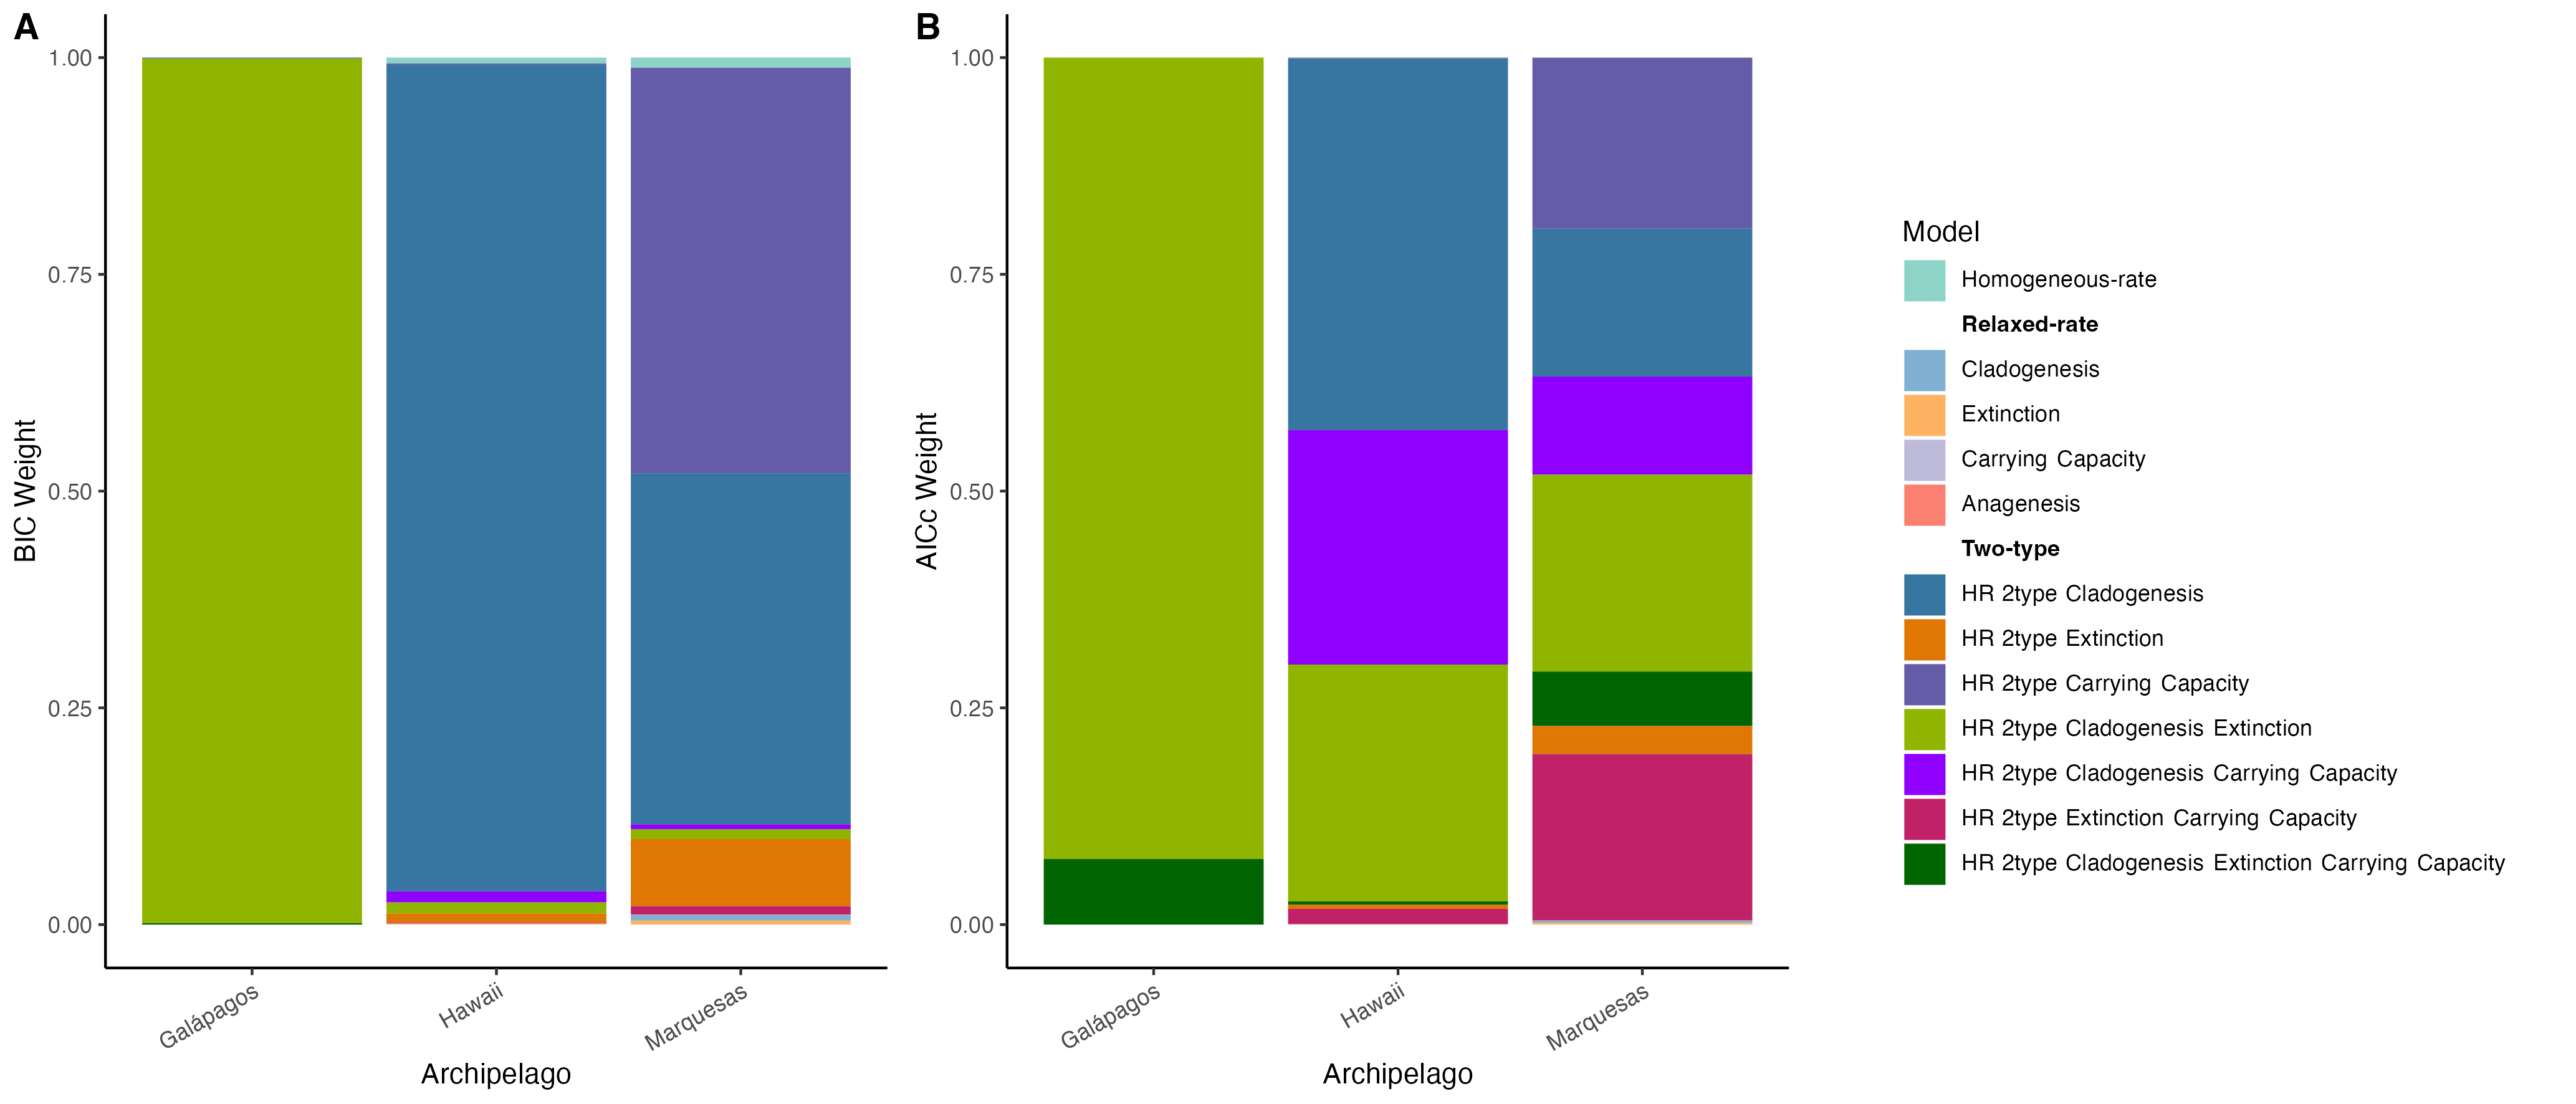 A
1.00
0.75
0.50
0.25
0.00
BIC Weight
Galápagos
Hawaii
Marquesas
Archipelago
B
1.00
0.75
0.50
0.25
0.00
AICc Weight
Galápagos
Hawaii
Marquesas
Archipelago
Model
Homogeneous-rate
Relaxed-rate
Cladogenesis
Extinction
Carrying Capacity
Anagenesis
Two-type
HR 2type Cladogenesis
HR 2type Extinction
HR 2type Carrying Capacity
HR 2type Cladogenesis Extinction
HR 2type Cladogenesis Carrying Capacity
HR 2type Extinction Carrying Capacity
HR 2type Cladogenesis Extinction Carrying Capacity